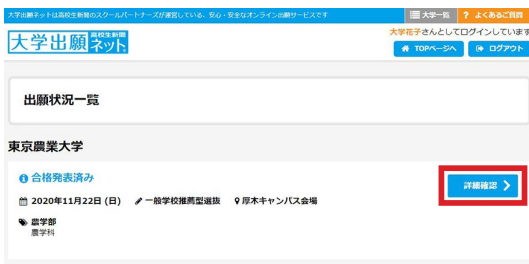 大学出願ネットは高校生新聞のスクールパートナーズが運営している、安心・安全なオンライン出願サービスです
大学一覧
? よくあるご質問
大学出願 高校生新聞 ネット
大学花子さんとしてログインしています
TOPページへ
ログアウト
出願状況一覧
東京農業大学
合格発表済み
2020年11月22日 (日) 一般学校推薦型選抜 厚木キャンパス会場
詳細確認
農学部
農学科